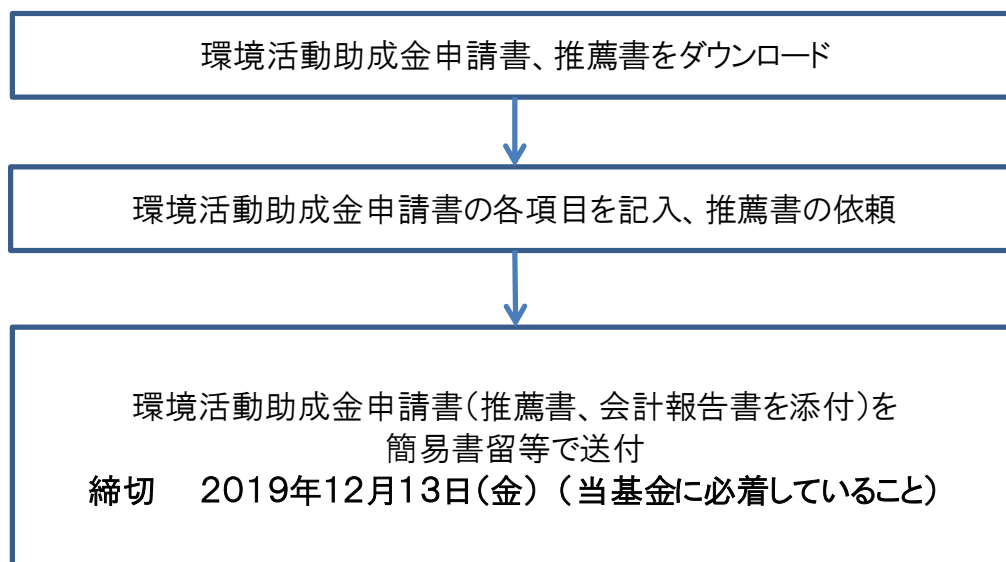 環境活動助成金申請書、推薦書をダウンロード
環境活動助成金申請書の各項目を記入、推薦書の依頼
環境活動助成金申請書(推薦書、会計報告書を添付)を
簡易書留等で送付
締切　2019年12月13日(金) (当基金に必着していること)